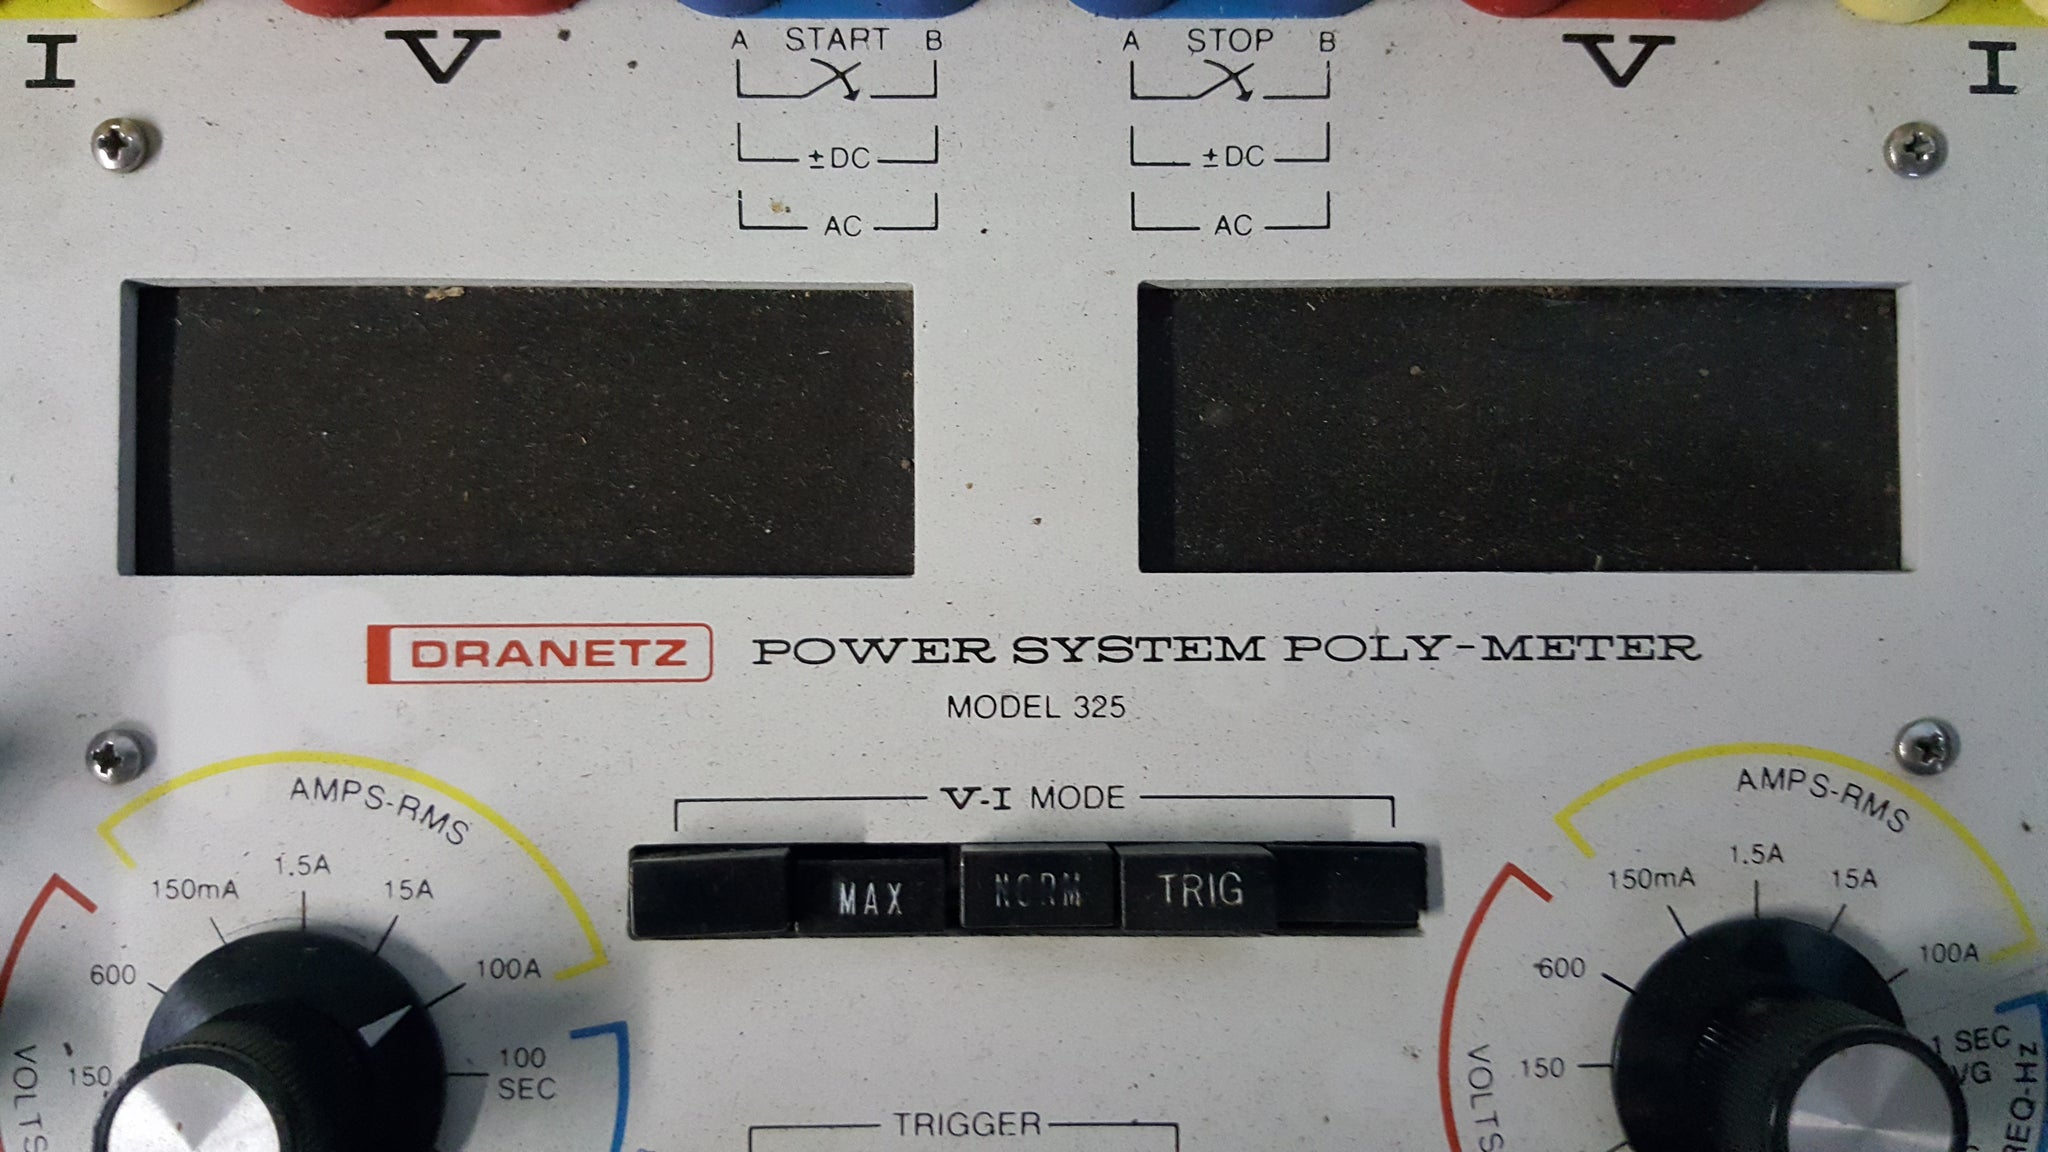 I V A START B A STOP B V I
±DC ±DC
AC AC
DRANETZ POWER SYSTEM POLY-METER
MODEL 325
V-I MODE
MAX NORM TRIG
AMPS-RMS
150mA 1.5A 15A 100A
600
150
VOLTS
100
SEC
TRIGGER
AMPS-RMS
150mA 1.5A 15A 100A
600
150
VOLTS
1 SEC